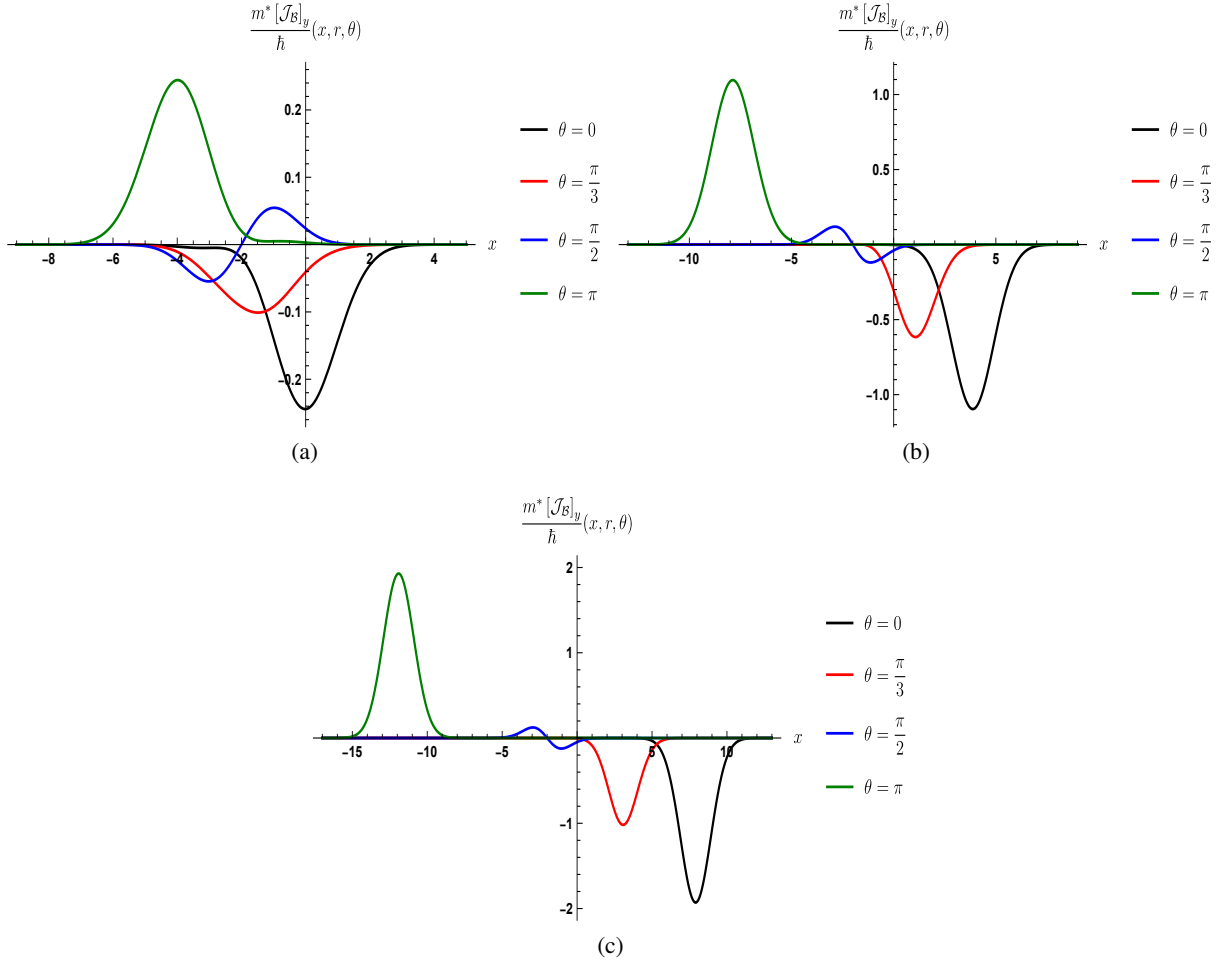 m* [𝒥_ℬ]_y / ħ (x, r, θ)
0.2
0.1
-0.1
-0.2
-8 -6 -4 -2 2 4 x
θ = 0
θ = π/3
θ = π/2
θ = π
(a)
m* [𝒥_ℬ]_y / ħ (x, r, θ)
1.0
0.5
-0.5
-1.0
-10 -5 5 x
θ = 0
θ = π/3
θ = π/2
θ = π
(b)
m* [𝒥_ℬ]_y / ħ (x, r, θ)
2
1
-1
-2
-15 -10 -5 5 10 x
θ = 0
θ = π/3
θ = π/2
θ = π
(c)